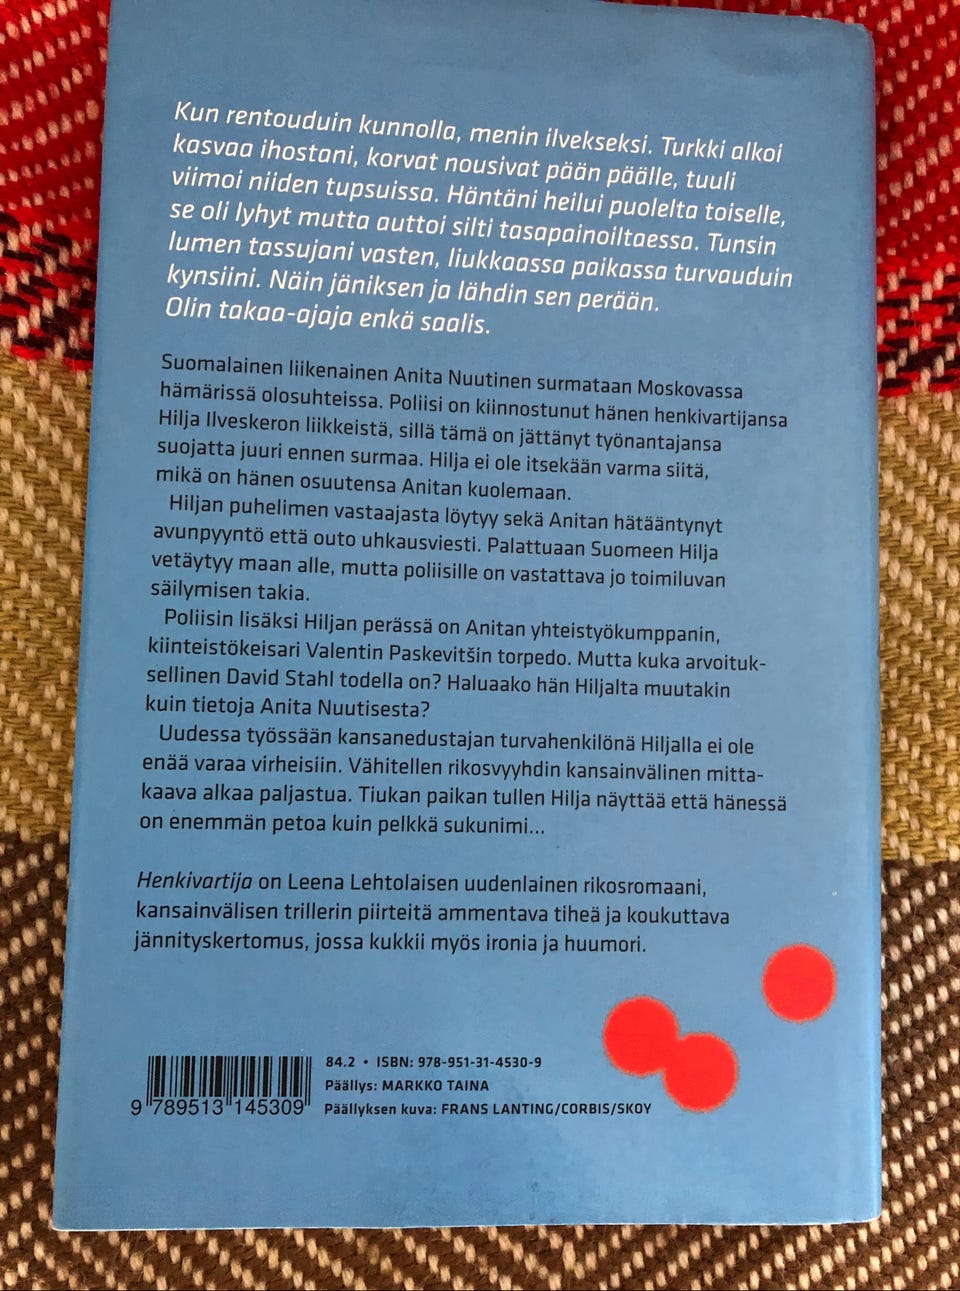 Kun rentouduin kunnolla, menin ilvekseksi. Turkki alkoi
kasvaa ihostani, korvat nousivat pään päälle, tuuli
viimoi niiden tupsuissa. Häntäni heilui puolelta toiselle,
se oli lyhyt mutta auttoi silti tasapainoiltaessa. Tunsin
lumen tassujani vasten, liukkaassa paikassa turvauduin
kynsiini. Näin jäniksen ja lähdin sen perään.
Olin takaa-ajaja enkä saalis.
Suomalainen liikenainen Anita Nuutinen surmataan Moskovassa
hämärissä olosuhteissa. Poliisi on kiinnostunut hänen henkivartijansa
Hilja Ilveskeron liikkeistä, sillä tämä on jättänyt työnantajansa
suojatta juuri ennen surmaa. Hilja ei ole itsekään varma siitä,
mikä on hänen osuutensa Anitan kuolemaan.
Hiljan puhelimen vastaajasta löytyy sekä Anitan hätääntynyt
avunpyyntö että outo uhkausviesti. Palattuaan Suomeen Hilja
vetäytyy maan alle, mutta poliisille on vastattava jo toimiluvan
säilymisen takia.
Poliisin lisäksi Hiljan perässä on Anitan yhteistyökumppanin,
kiinteistökeisari Valentin Paskevitšin torpedo. Mutta kuka arvoituk-
sellinen David Stahl todella on? Haluaako hän Hiljalta muutakin
kuin tietoja Anita Nuutisesta?
Uudessa työssään kansanedustajan turvahenkilönä Hiljalla ei ole
enää varaa virheisiin. Vähitellen rikosvyyhdin kansainvälinen mitta-
kaava alkaa paljastua. Tiukan paikan tullen Hilja näyttää että hänessä
on enemmän petoa kuin pelkkä sukunimi...
Henkivartija on Leena Lehtolaisen uudenlainen rikosromaani,
kansainvälisen trillerin piirteitä ammentava tiheä ja koukuttava
jännityskertomus, jossa kukkii myös ironia ja huumori.
84.2 • ISBN: 978-951-31-4530-9
Päällys: MARKKO TAINA
Päällyksen kuva: FRANS LANTING/CORBIS/SKOY
9 789513 145309